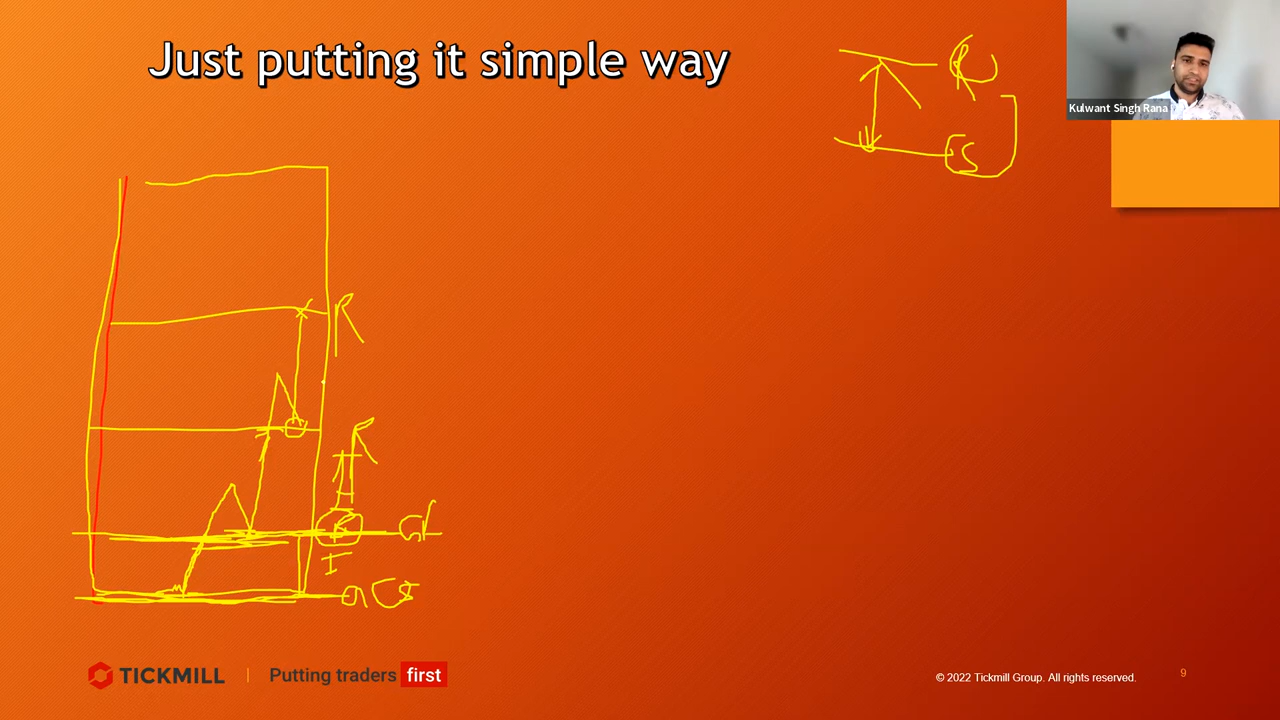 Just putting it simple way
R
S
Kulwant Singh Rana
R
R
TICKMILL | Putting traders first
© 2022 Tickmill Group. All rights reserved.
9